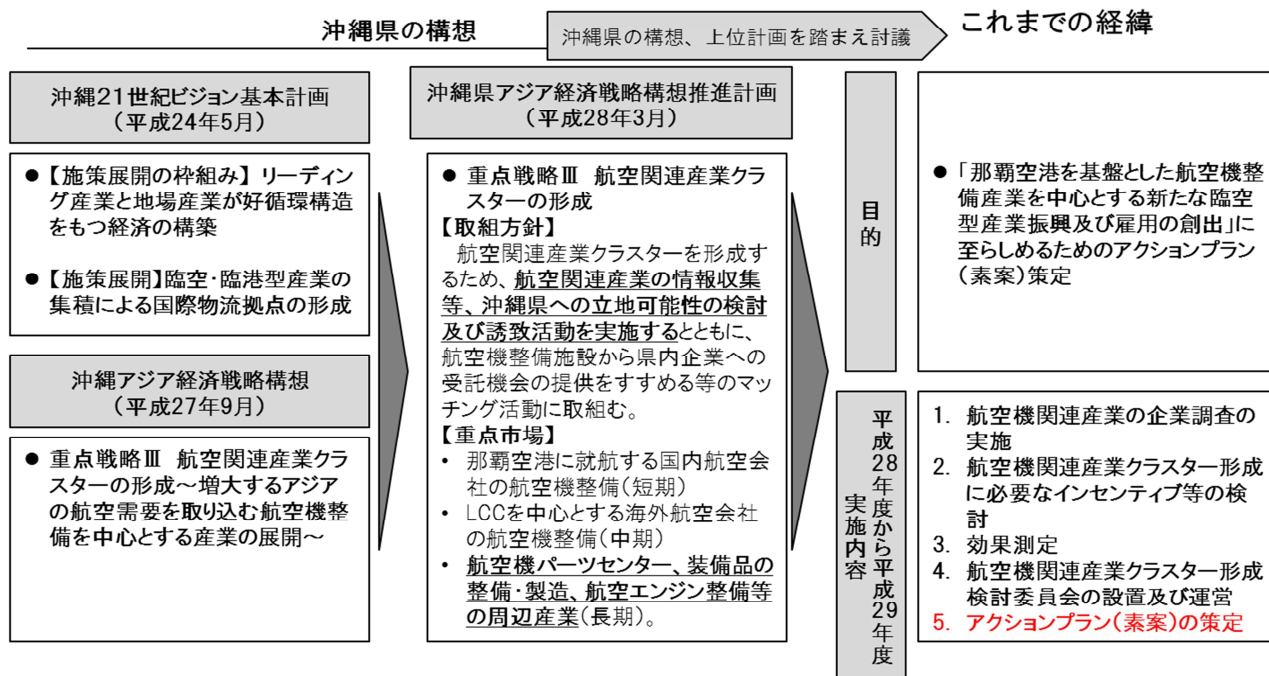 沖縄県の構想
沖縄県の構想、上位計画を踏まえ討議
これまでの経緯
沖縄21世紀ビジョン基本計画
(平成24年5月)
● 【施策展開の枠組み】 リーディ
ング産業と地場産業が好循環構造
をもつ経済の構築
● 【施策展開】臨空・臨港型産業の
集積による国際物流拠点の形成
沖縄アジア経済戦略構想
(平成27年9月)
● 重点戦略Ⅲ 航空関連産業クラ
スターの形成～増大するアジア
の航空需要を取り込む航空機整
備を中心とする産業の展開～
沖縄県アジア経済戦略構想推進計画
(平成28年3月)
● 重点戦略Ⅲ 航空関連産業クラ
スターの形成
【取組方針】
航空関連産業クラスターを形成す
るため、航空関連産業の情報収集
等、沖縄県への立地可能性の検討
及び誘致活動を実施するとともに、
航空機整備施設から県内企業への
受託機会の提供をすすめる等のマッ
チング活動に取組む。
【重点市場】
• 那覇空港に就航する国内航空会
社の航空機整備(短期)
• LCCを中心とする海外航空会社
の航空機整備(中期)
• 航空機パーツセンター、装備品の
整備・製造、航空エンジン整備等
の周辺産業(長期)。
目的
● 「那覇空港を基盤とした航空機整
備産業を中心とする新たな臨空
型産業振興及び雇用の創出」に
至らしめるためのアクションプラン
(素案)策定
平成28年度から平成29年度
実施内容
1. 航空機関連産業の企業調査の
実施
2. 航空機関連産業クラスター形成
に必要なインセンティブ等の検
討
3. 効果測定
4. 航空機関連産業クラスター形成
検討委員会の設置及び運営
5. アクションプラン(素案)の策定